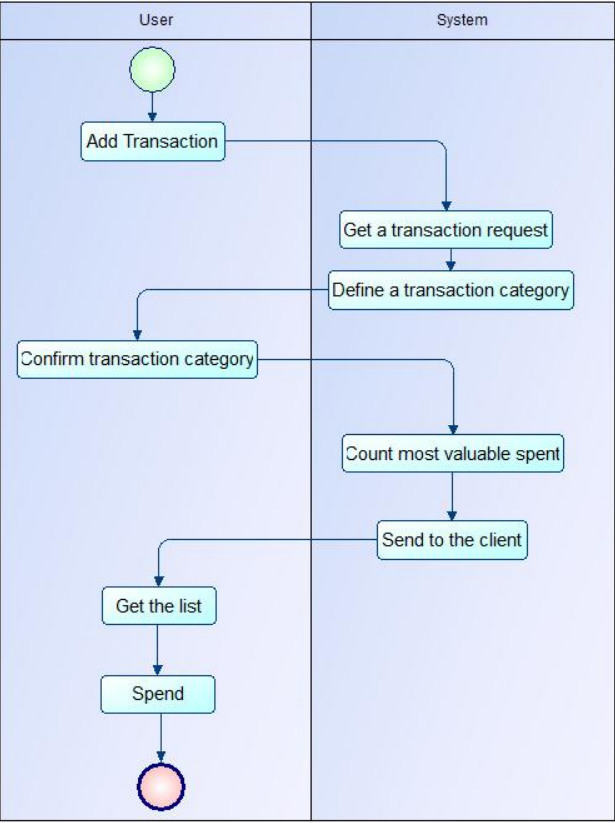 User
System
Add Transaction
Get a transaction request
Define a transaction category
Confirm transaction category
Count most valuable spent
Send to the client
Get the list
Spend